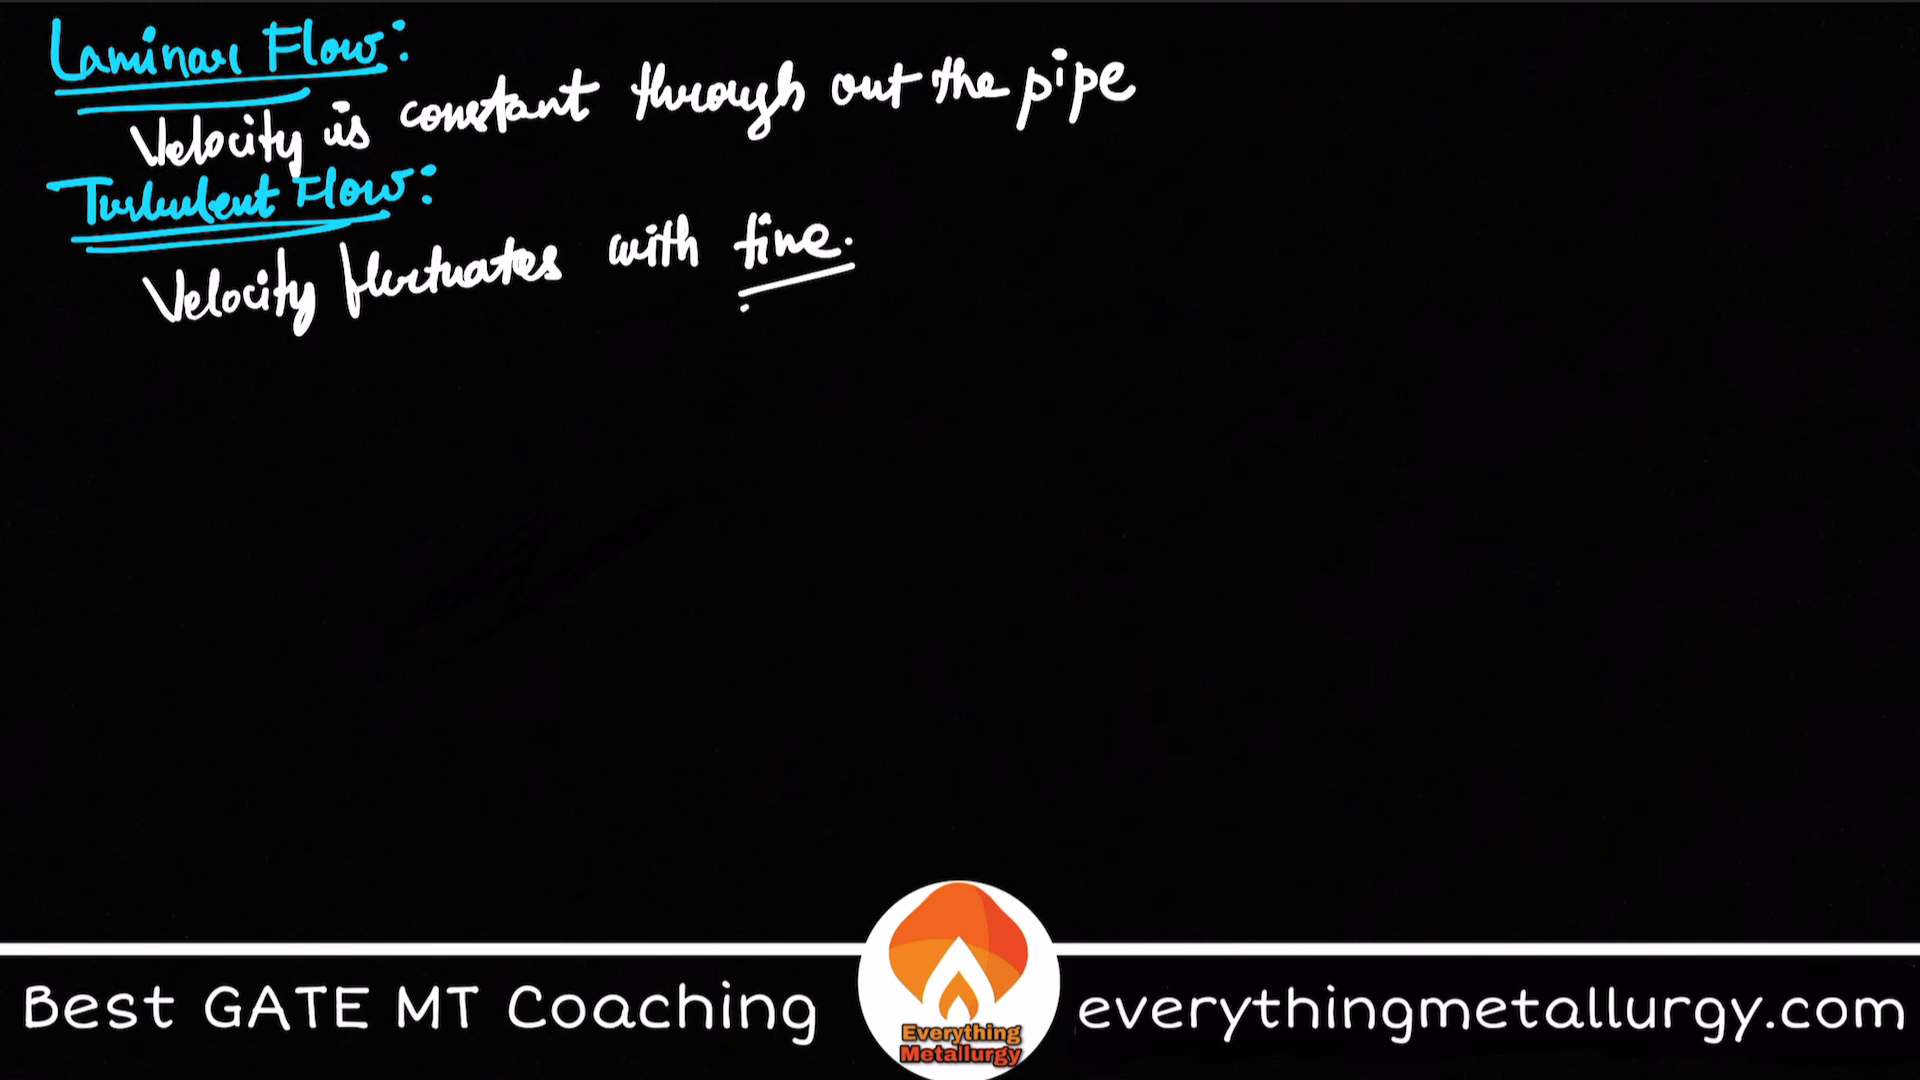 Laminar Flow:
Velocity is constant through out the pipe
Turbulent Flow:
Velocity fluctuates with time.
Best GATE MT Coaching
Everything
Metallurgy
everythingmetallurgy.com